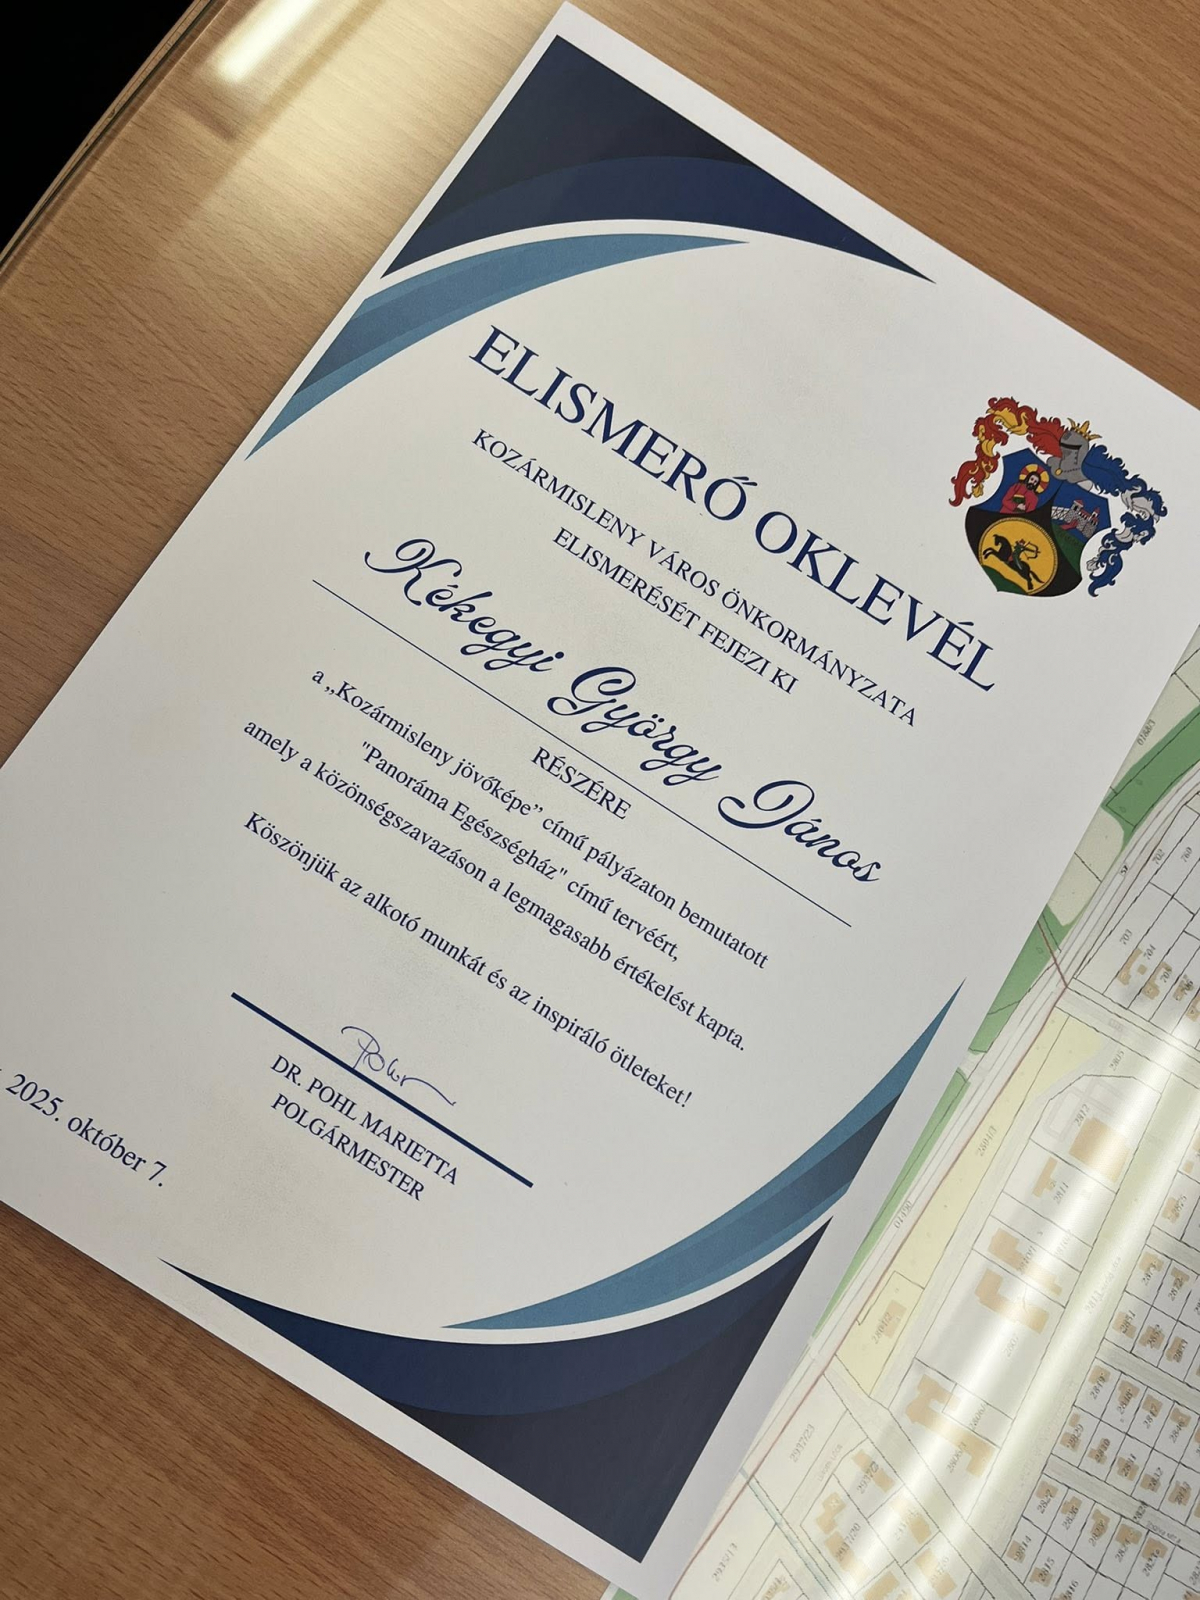 ELISMERŐ OKLEVÉL
KOZÁRMISLENY VÁROS ÖNKORMÁNYZATA
ELISMERÉSÉT FEJEZI KI
Kékegyi György János
RÉSZÉRE
a „Kozármisleny jövőképe” című pályázaton bemutatott
"Panoráma Egészségház" című tervéért,
amely a közönségszavazáson a legmagasabb értékelést kapta.
Köszönjük az alkotó munkát és az inspiráló ötleteket!
DR. POHL MARIETTA
POLGÁRMESTER
2025. október 7.